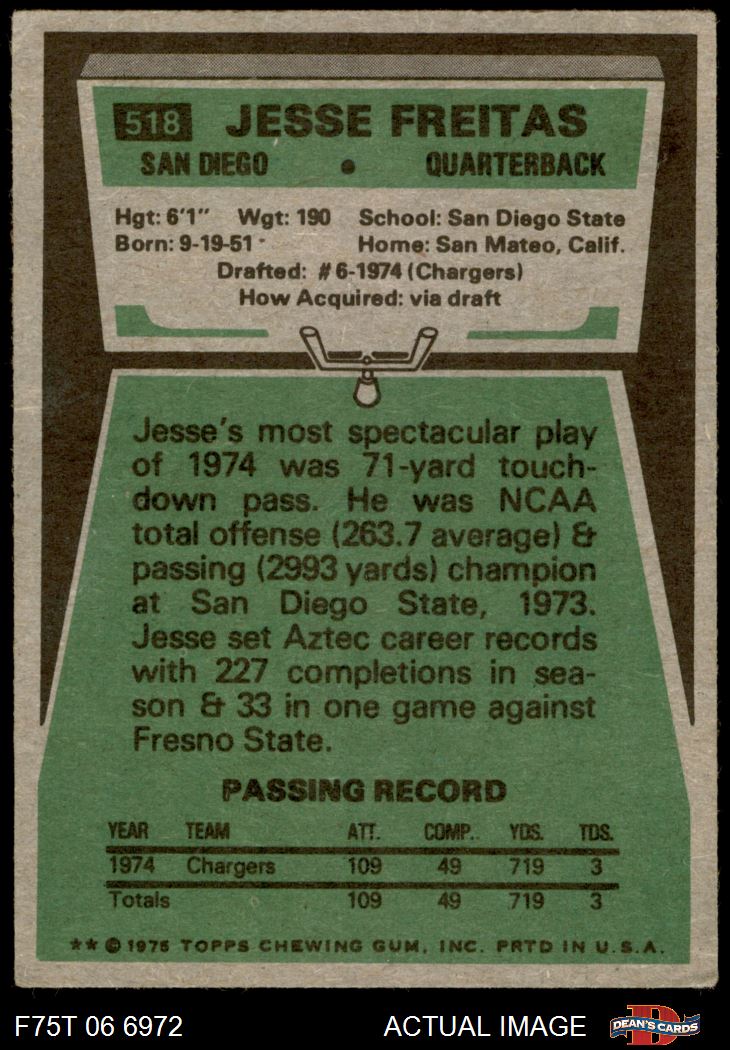 518 JESSE FREITAS
SAN DIEGO • QUARTERBACK
Hgt: 6'1" Wgt: 190 School: San Diego State
Born: 9-19-51 Home: San Mateo, Calif.
Drafted: #6-1974 (Chargers)
How Acquired: via draft
Jesse's most spectacular play
of 1974 was 71-yard touch-
down pass. He was NCAA
total offense (263.7 average) &
passing (2993 yards) champion
at San Diego State, 1973.
Jesse set Aztec career records
with 227 completions in sea-
son & 33 in one game against
Fresno State.
PASSING RECORD
YEAR TEAM ATT. COMP. YDS. TDS.
1974 Chargers 109 49 719 3
Totals 109 49 719 3
** © 1975 TOPPS CHEWING GUM, INC. PRTD IN U.S.A.
F75T 06 6972 ACTUAL IMAGE D DEAN'S CARDS